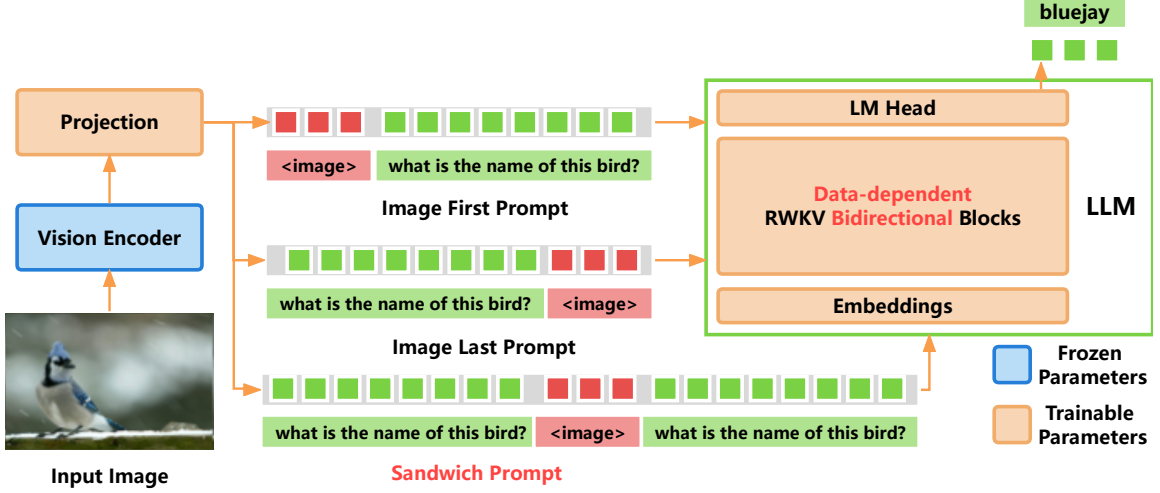 bluejay
Projection
LM Head
<image>
what is the name of this bird?
Image First Prompt
Data-dependent
RWKV Bidirectional Blocks
LLM
Vision Encoder
what is the name of this bird?
<image>
Image Last Prompt
Embeddings
Frozen
Parameters
what is the name of this bird?
<image>
what is the name of this bird?
Trainable
Parameters
Input Image
Sandwich Prompt